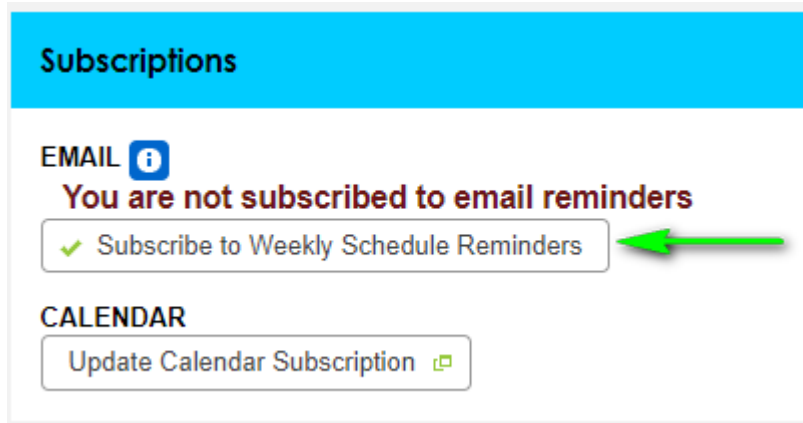 Subscriptions
EMAIL
You are not subscribed to email reminders
Subscribe to Weekly Schedule Reminders
CALENDAR
Update Calendar Subscription